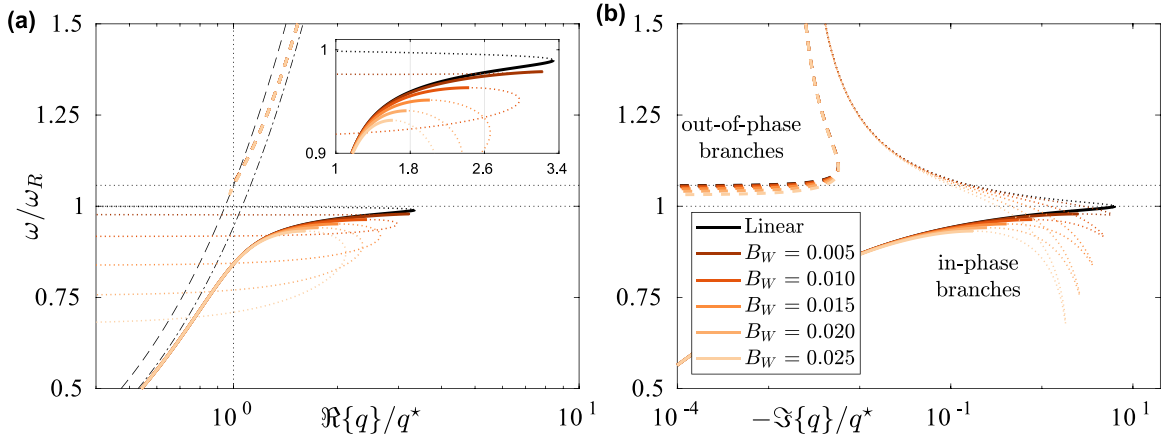 (a)
(b)
1.5
1.25
1
0.75
0.5
ω/ω_R
10^0
ℜ{q}/q^⋆
10^1
1
0.9
1
1.8
2.6
3.4
1.5
1.25
1
0.75
0.5
out-of-phase
branches
Linear
B_W = 0.005
B_W = 0.010
B_W = 0.015
B_W = 0.020
B_W = 0.025
in-phase
branches
10^-4
−ℑ{q}/q^⋆
10^-1
10^1